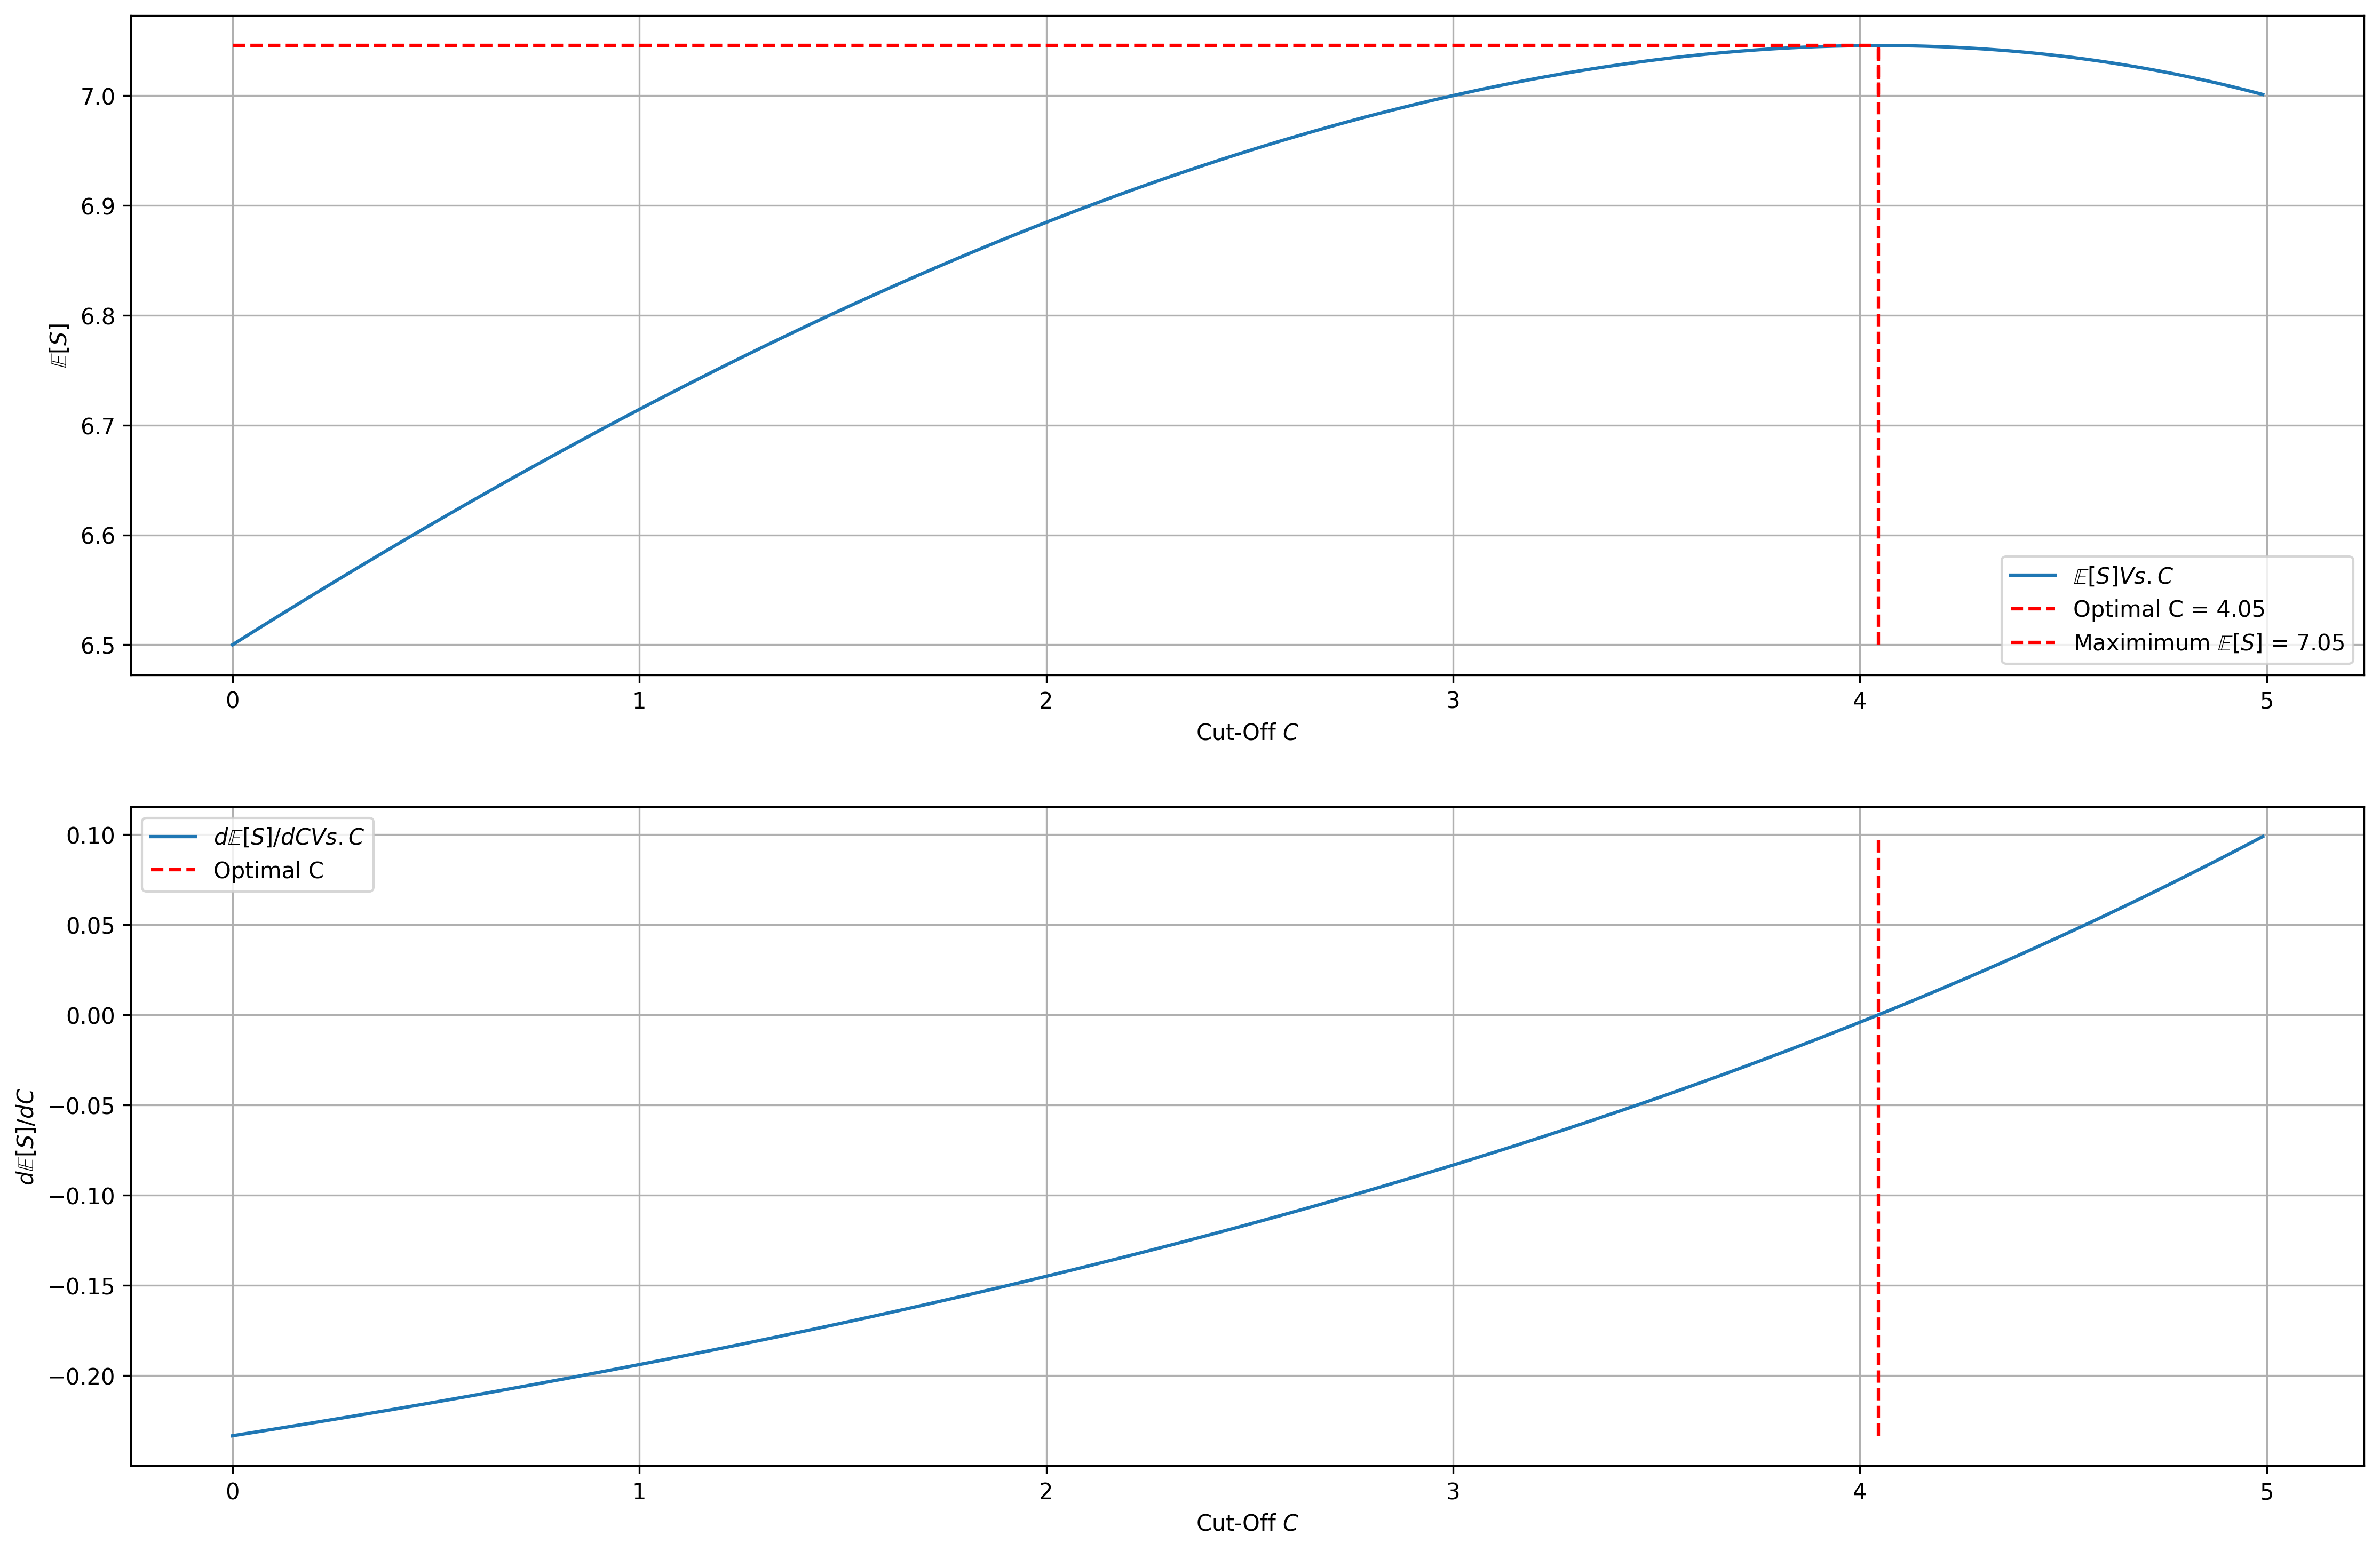 7.0
6.9
6.8
6.7
6.6
6.5
𝔼[S]
𝔼[S]Vs.C
Optimal C = 4.05
Maximimum 𝔼[S] = 7.05
0 1 2 3 4 5
Cut-Off C
0.10
0.05
0.00
−0.05
−0.10
−0.15
−0.20
d𝔼[S]/dC
d𝔼[S]/dCVs.C
Optimal C
0 1 2 3 4 5
Cut-Off C